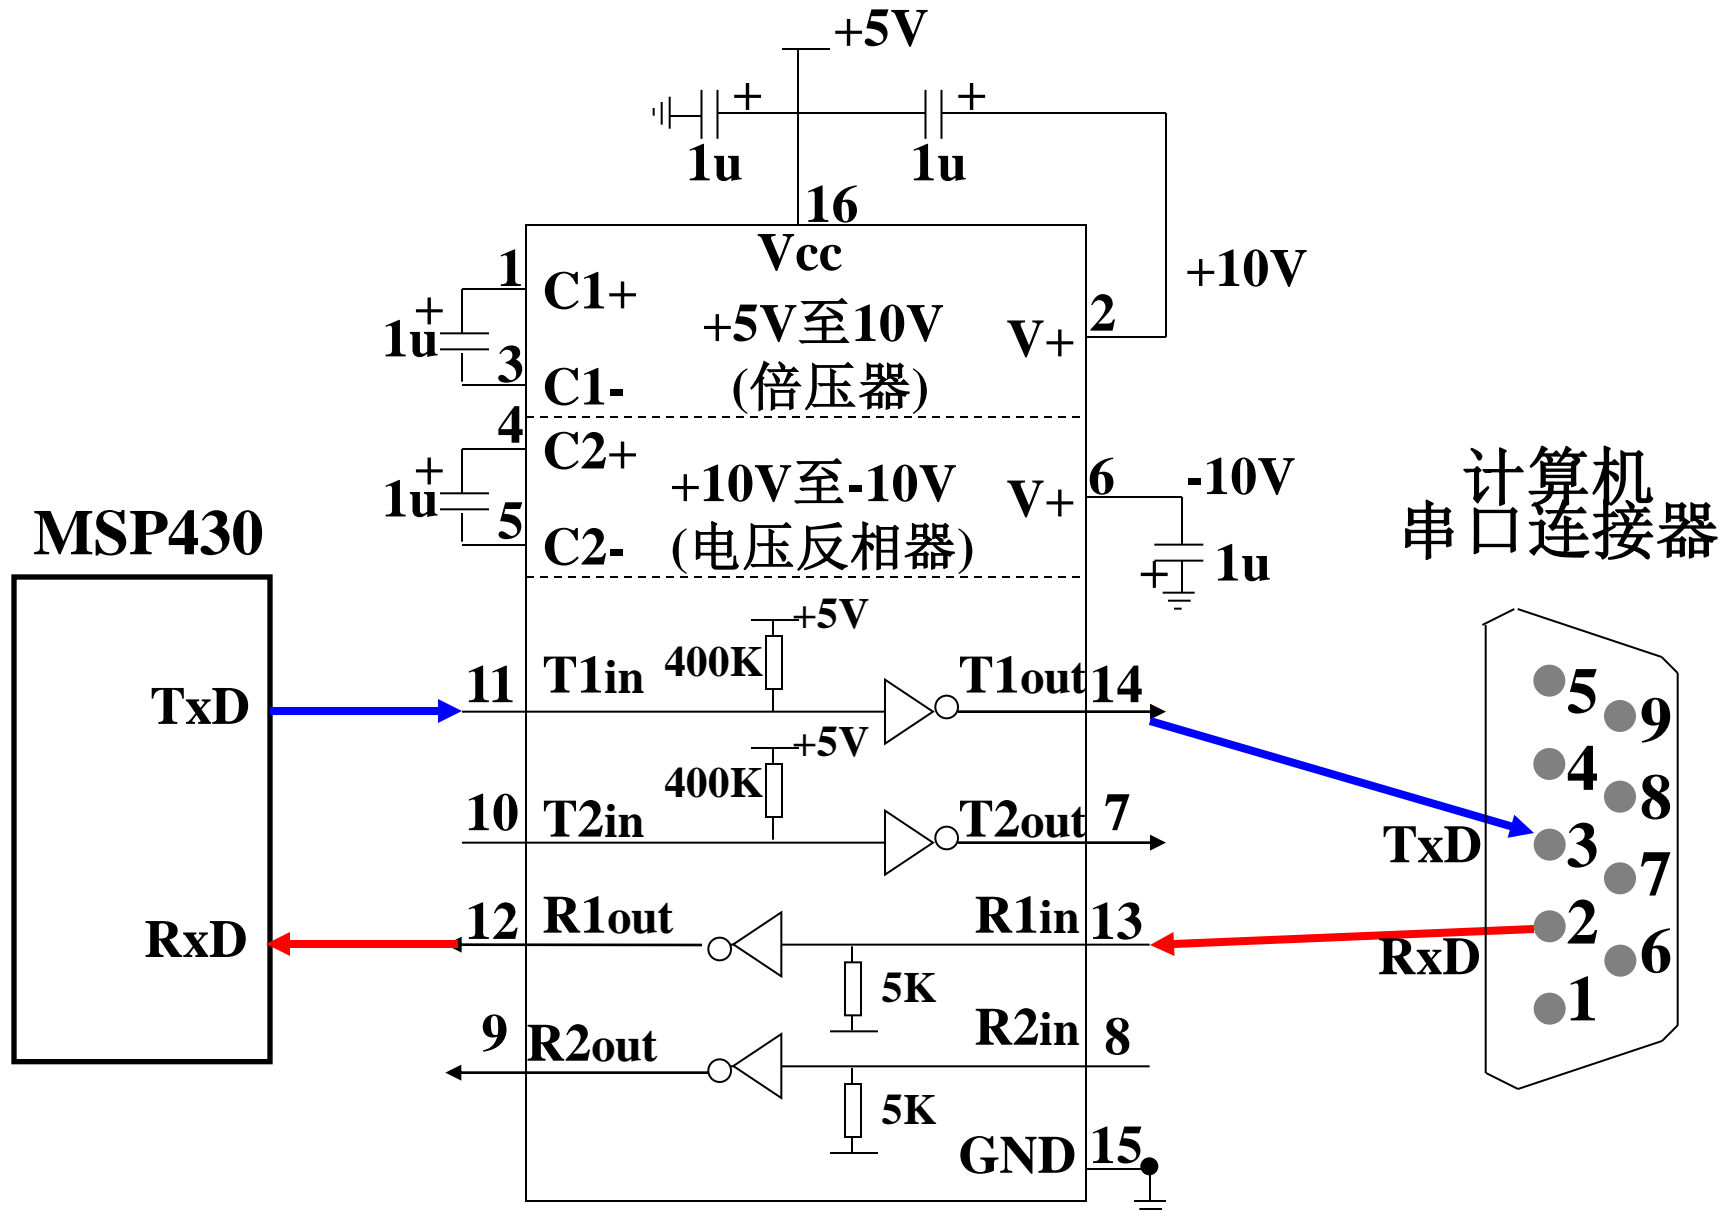 +5V
+
+
1u
1u
16
Vcc
1
C1+
+10V
+
1u
+5V至10V
2
V+
3
C1-
(倍压器)
4
C2+
+
1u
+10V至-10V
V+
6
-10V
5
C2-
(电压反相器)
+
1u
计算机
串口连接器
MSP430
+5V
400K
TxD
11
T1in
T1out
14
+5V
400K
10
T2in
T2out
7
5
9
4
8
TxD
3
7
RxD
12
R1out
R1in
13
2
RxD
6
5K
1
9
R2out
R2in
8
5K
GND
15